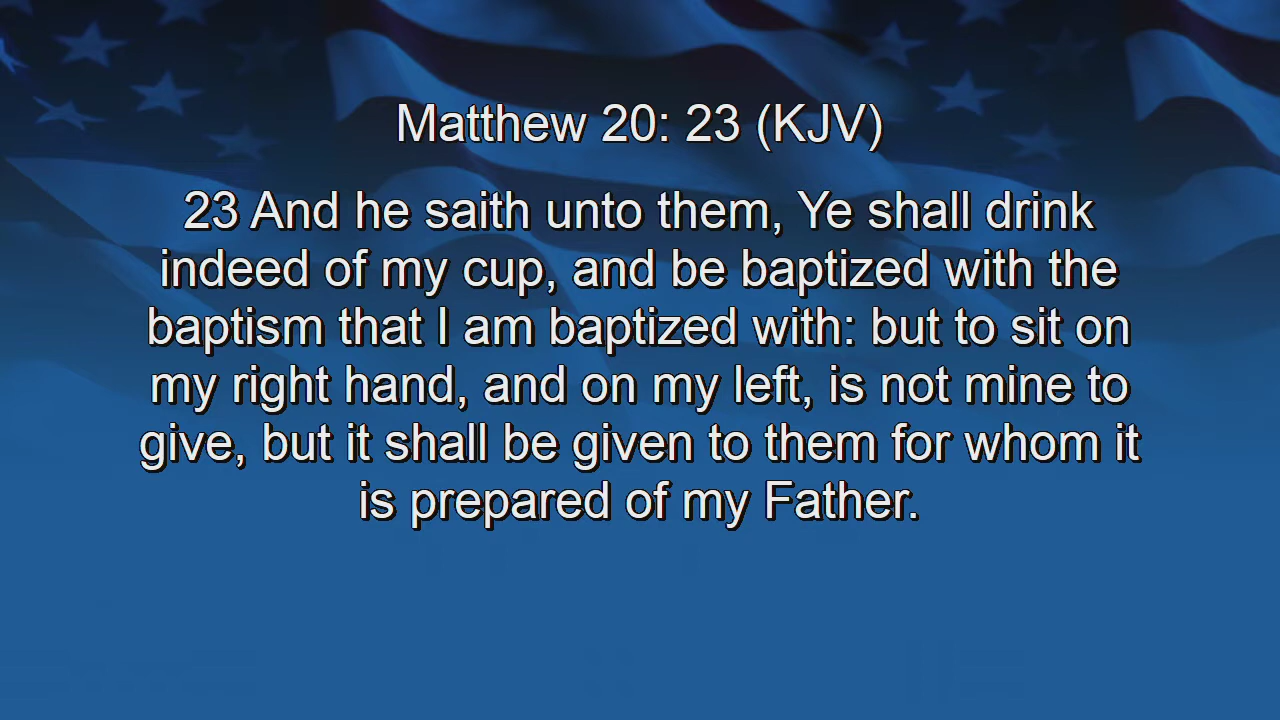 Matthew 20: 23 (KJV)
23 And he saith unto them, Ye shall drink
indeed of my cup, and be baptized with the
baptism that I am baptized with: but to sit on
my right hand, and on my left, is not mine to
give, but it shall be given to them for whom it
is prepared of my Father.